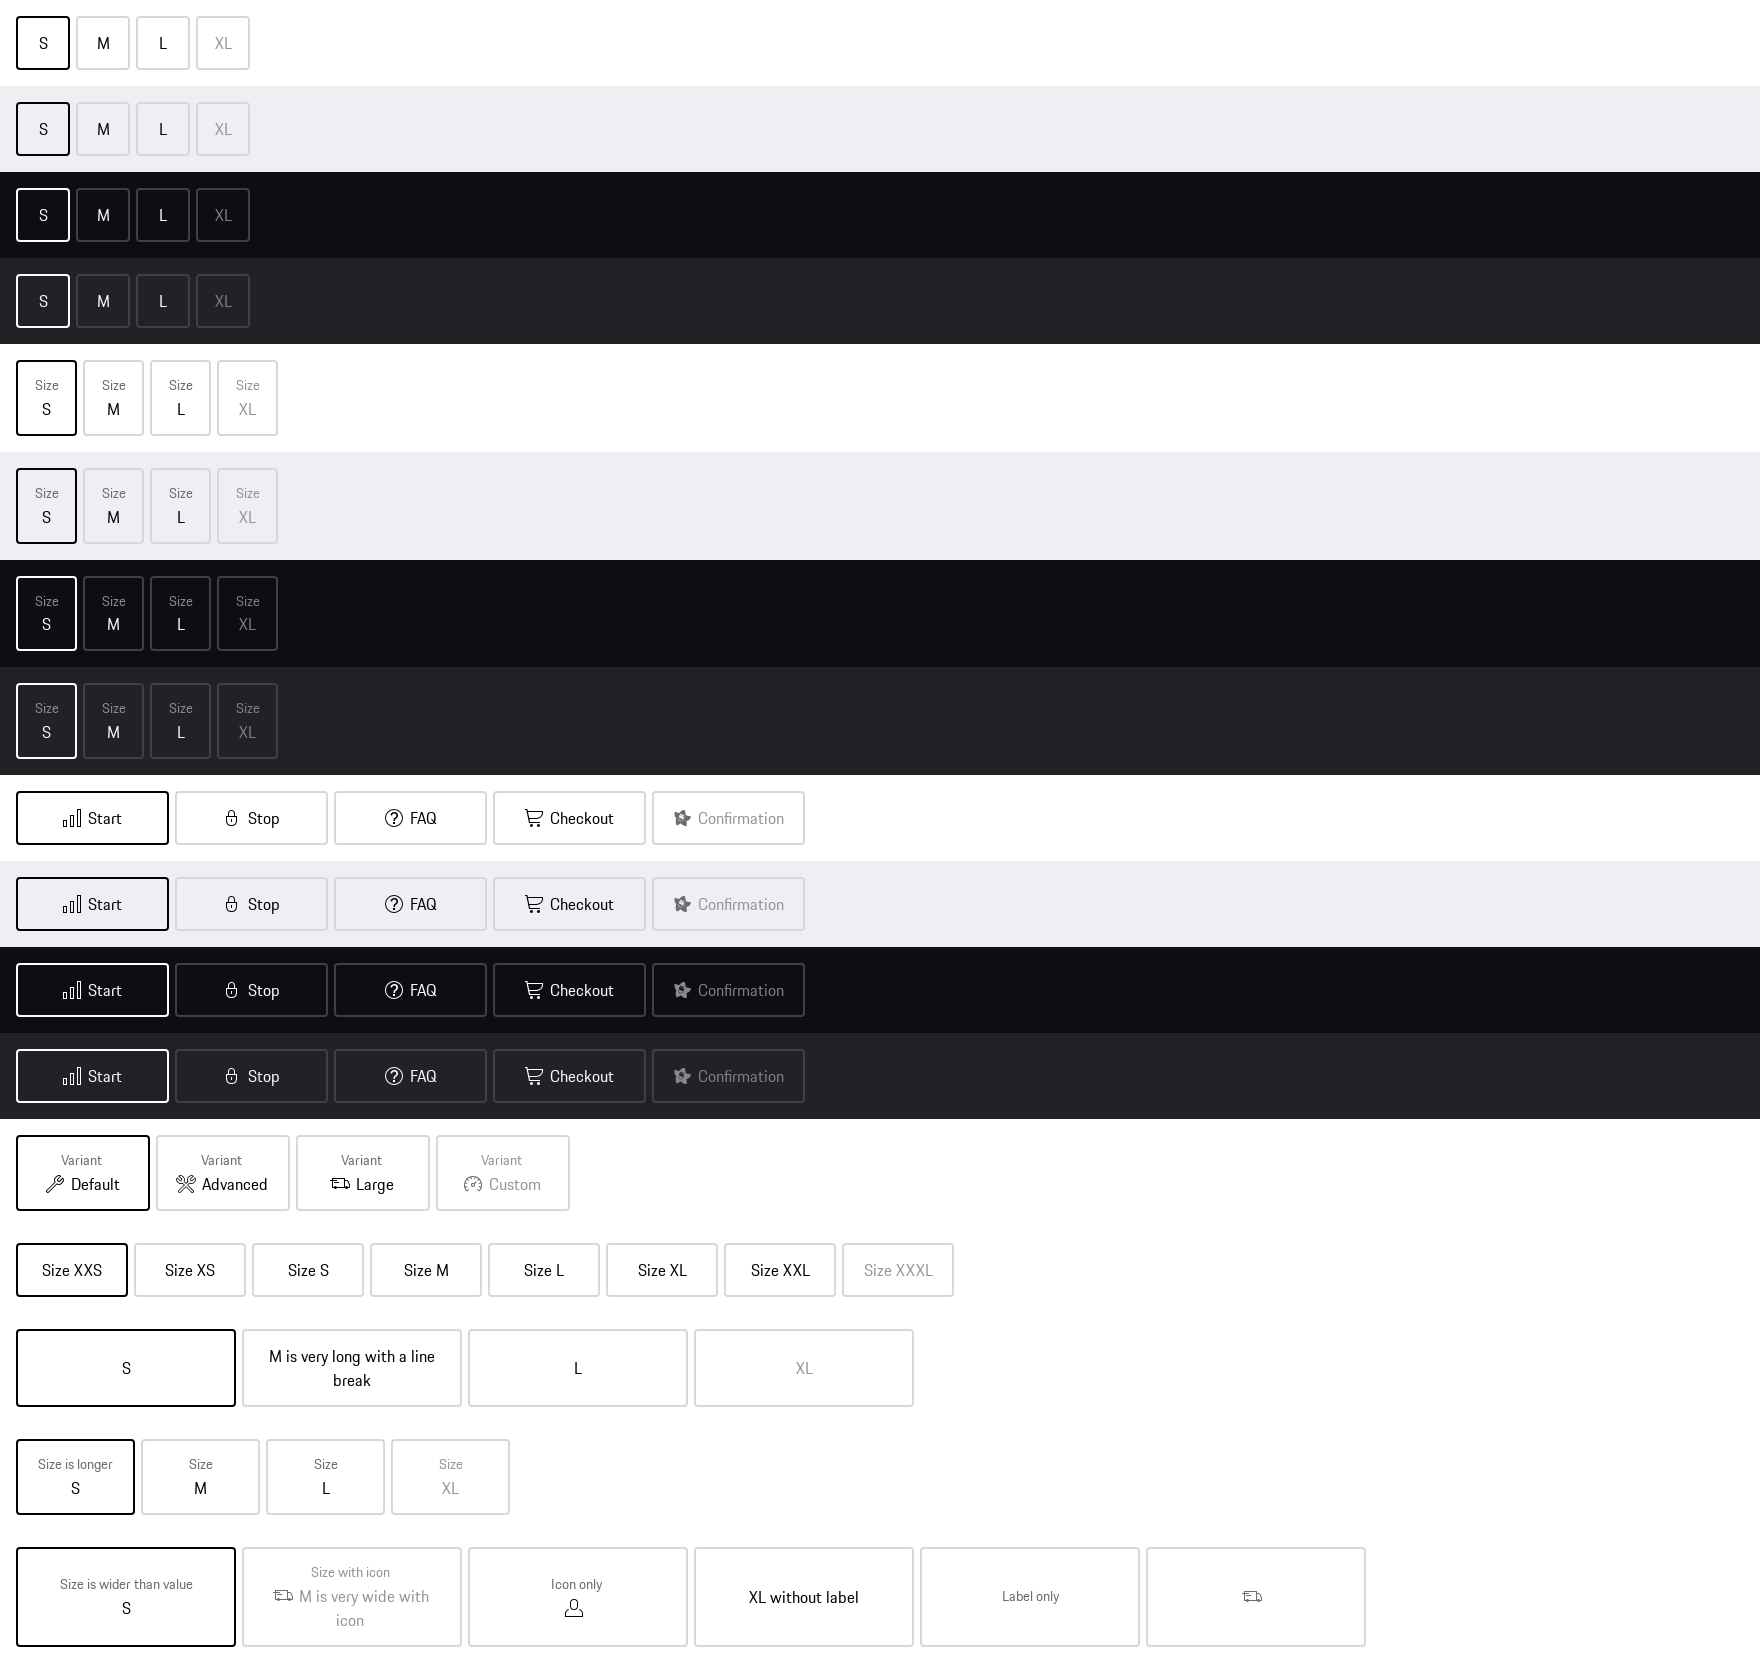 S M L XL
S M L XL
S M L XL
S M L XL
Size Size Size Size
S M L XL
Size Size Size Size
S M L XL
Size Size Size Size
S M L XL
Size Size Size Size
S M L XL
Start Stop FAQ Checkout Confirmation
Start Stop FAQ Checkout Confirmation
Start Stop FAQ Checkout Confirmation
Start Stop FAQ Checkout Confirmation
Variant Variant Variant Variant
Default Advanced Large Custom
Size XXS Size XS Size S Size M Size L Size XL Size XXL Size XXXL
S
M is very long with a line
break
L
XL
Size is longer Size Size Size
S M L XL
Size is wider than value
S
Size with icon
M is very wide with
icon
Icon only
XL without label
Label only